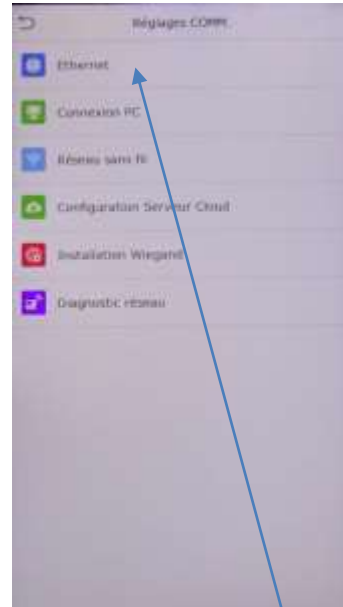 Réglages COMM.
Ethernet
Connexion PC
Réseau sans fil
Configuration Serveur Cloud
Installation Wiegand
Diagnostic réseau